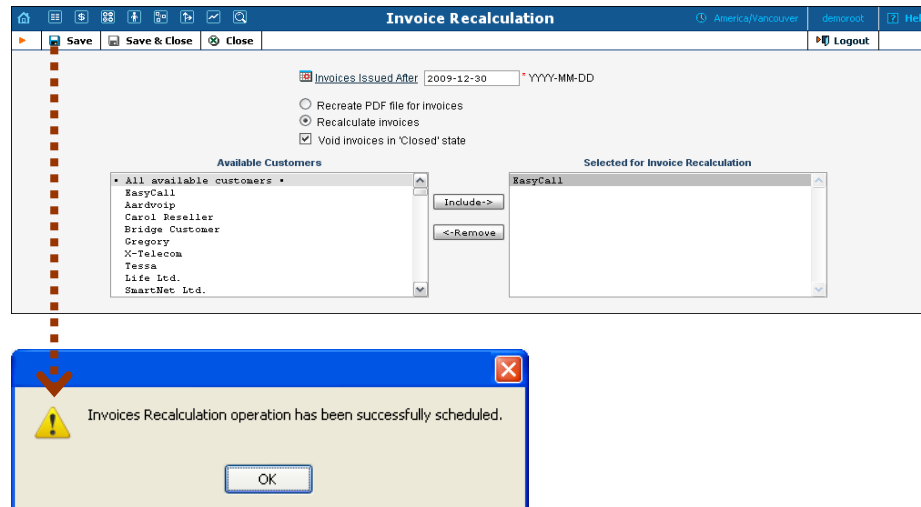 Invoice Recalculation
America/Vancouver
demoroot
? Hel
Save
Save & Close
Close
Logout
Invoices Issued After 2009-12-30 * YYYY-MM-DD
Recreate PDF file for invoices
Recalculate invoices
Void invoices in 'Closed' state
Available Customers
Selected for Invoice Recalculation
• All available customers •
EasyCall
Aardvoip
Carol Reseller
Bridge Customer
Gregory
X-Telecom
Tessa
Life Ltd.
SmartNet Ltd.
Include->
<-Remove
EasyCall
Invoices Recalculation operation has been successfully scheduled.
OK